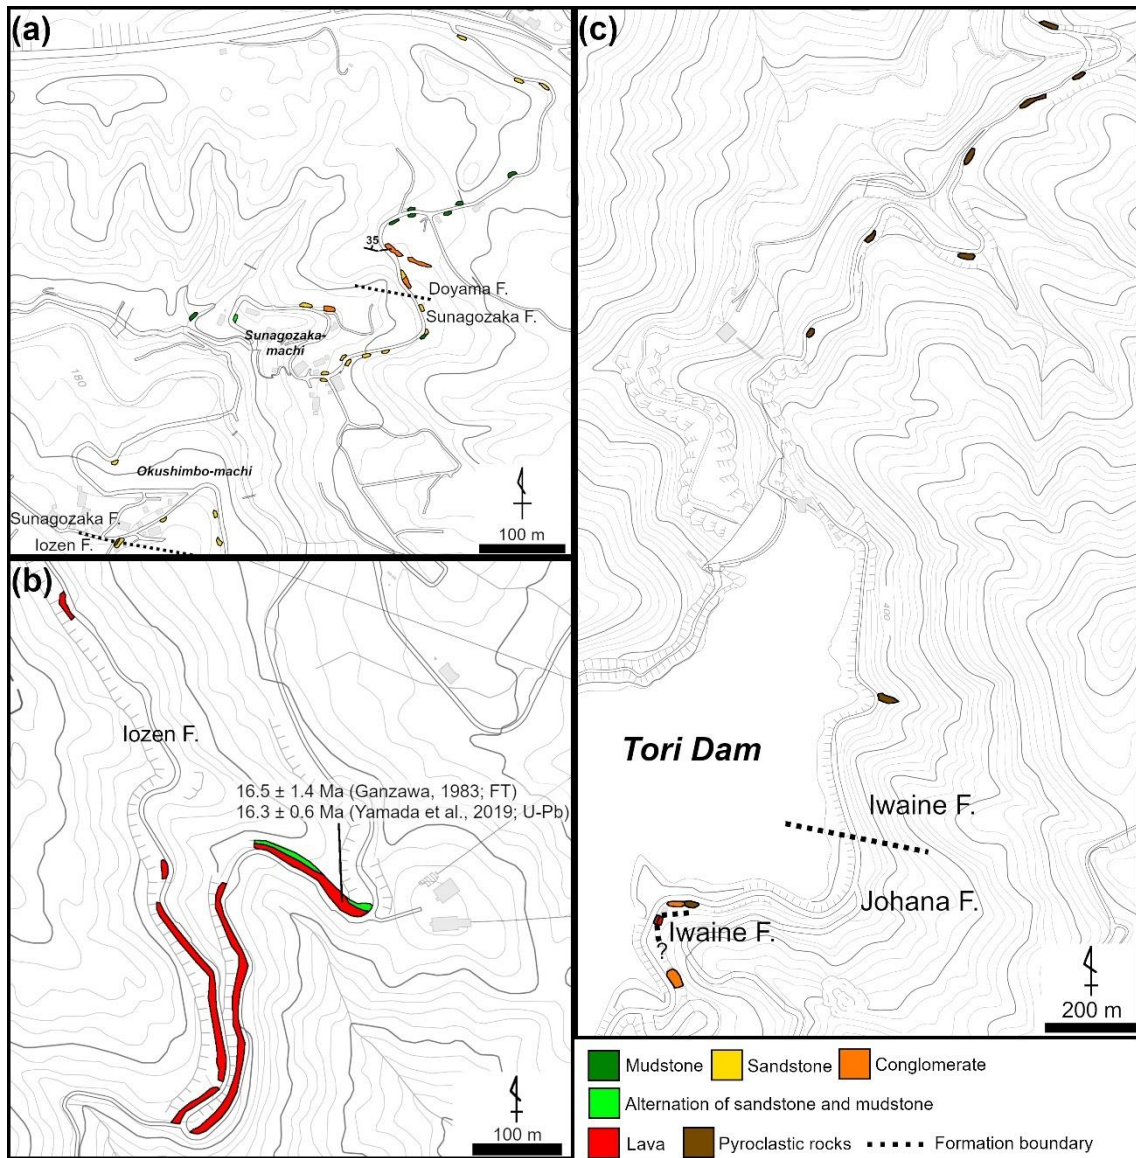 (a)
35
Doyama F.
Sunagozaka F.
Sunagozaka-
machi
180
Okushimbo-machi
Sunagozaka F.
Iozen F.
100 m
(b)
Iozen F.
16.5 ± 1.4 Ma (Ganzawa, 1983; FT)
16.3 ± 0.6 Ma (Yamada et al., 2019; U-Pb)
100 m
(c)
400
Tori Dam
Iwaine F.
Johana F.
Iwaine F.
?
200 m
Mudstone
Sandstone
Conglomerate
Alternation of sandstone and mudstone
Lava
Pyroclastic rocks
Formation boundary